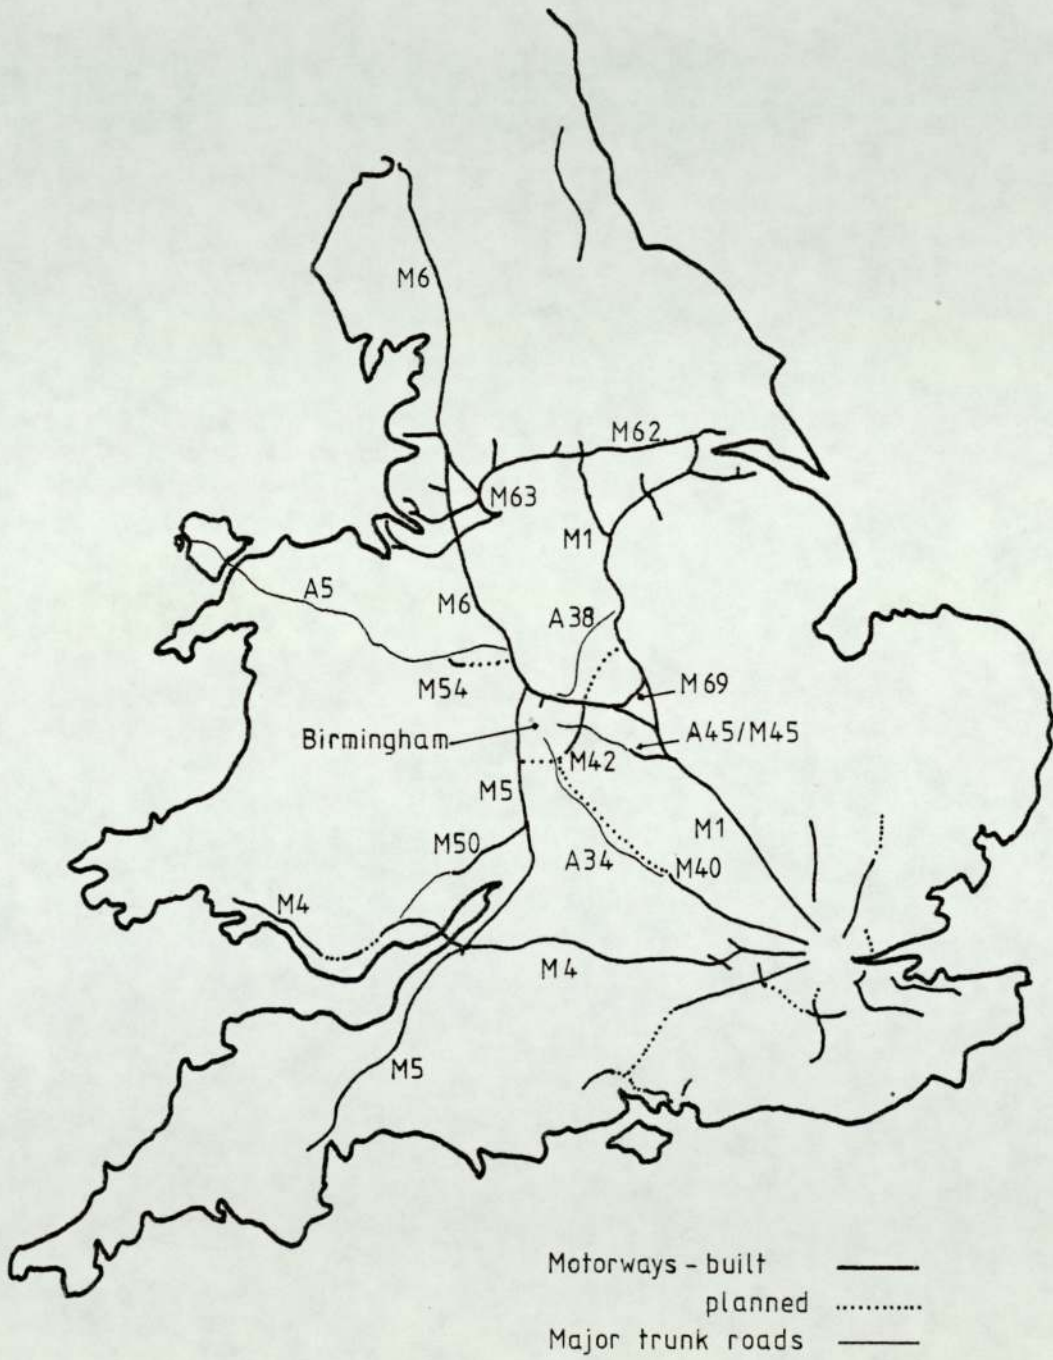 M6
M62
M63
M1
A5
M6
A38
M54
M69
Birmingham
A45/M45
M42
M5
M1
M50
A34
M40
M4
M4
M5
Motorways - built
planned
Major trunk roads